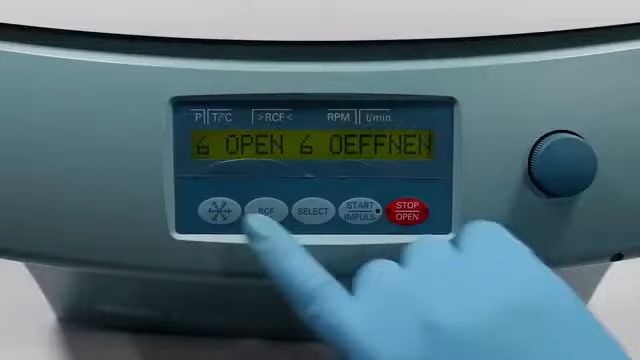 P T/°C >RCF< RPM t/min
6 OPEN 6 OEFFNEN
RCF SELECT START IMPULS STOP OPEN